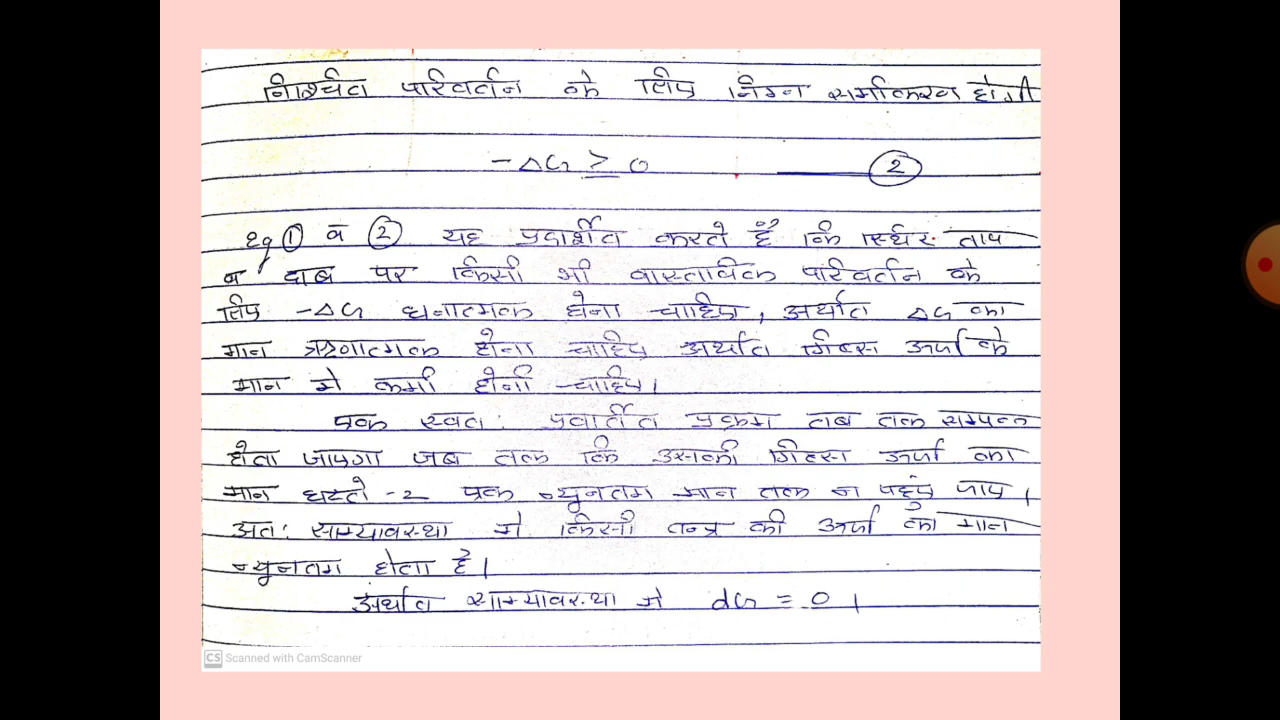 निश्चित परिवर्तन के लिए निम्न समीकरण होगी
-ΔG ≥ 0 ——— ②
Eq ① व ② यह प्रदर्शित करते हैं कि स्थिर ताप
व दाब पर किसी भी वास्तविक परिवर्तन के
लिए -ΔG धनात्मक होना चाहिए, अर्थात ΔG का
मान ऋणात्मक होना चाहिए अर्थात गिब्स ऊर्जा के
मान मे कमी होनी चाहिए।
एक स्वतः प्रवर्तित प्रक्रम तब तक सम्पन्न
होता जाएगा जब तक कि उसकी गिब्स ऊर्जा का
मान घटते-2 एक न्यूनतम मान तक न पहुंच जाए।
अतः साम्यावस्था मे किसी तन्त्र की ऊर्जा का मान
न्यूनतम होता है।
अर्थात साम्यावस्था मे dG = 0।
CS Scanned with CamScanner